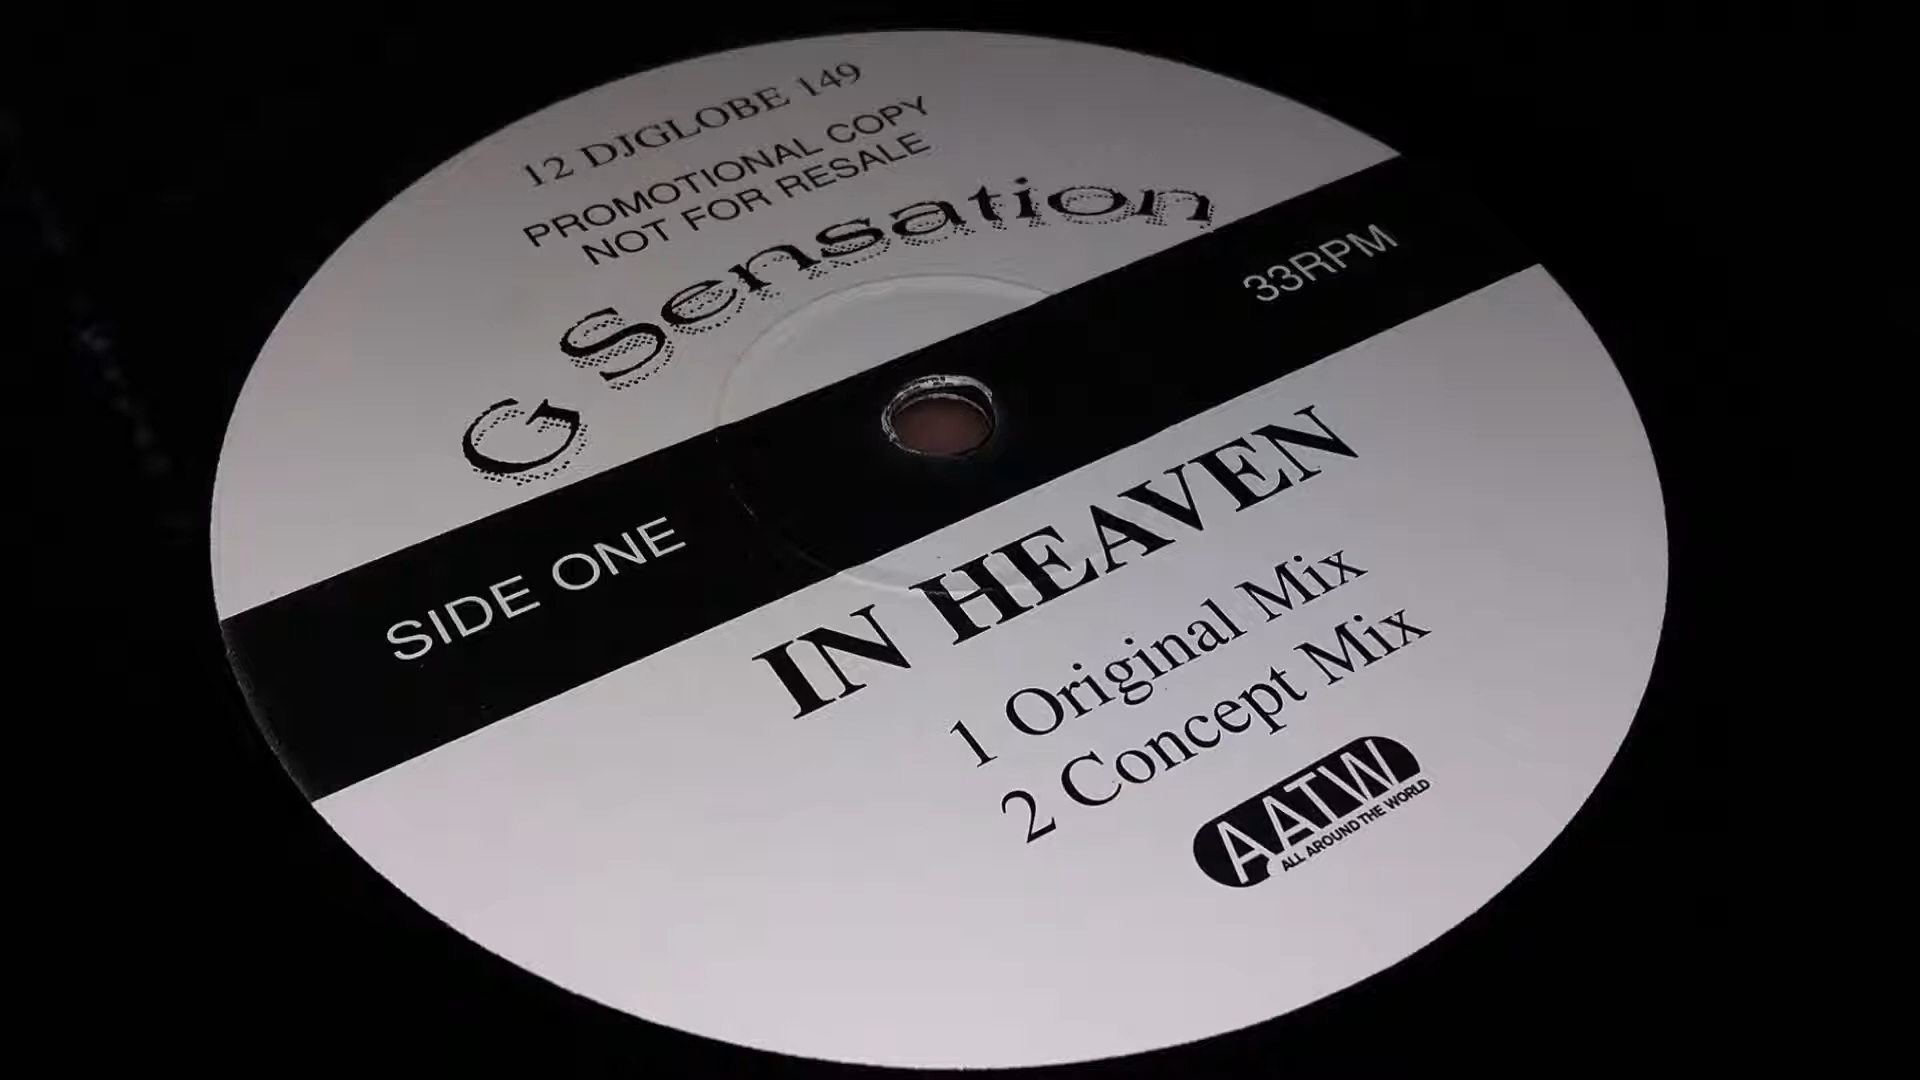 12 DJGLOBE 149
PROMOTIONAL COPY
NOT FOR RESALE
G Sensation
33RPM
SIDE ONE
IN HEAVEN
1 Original Mix
2 Concept Mix
AATW
ALL AROUND THE WORLD